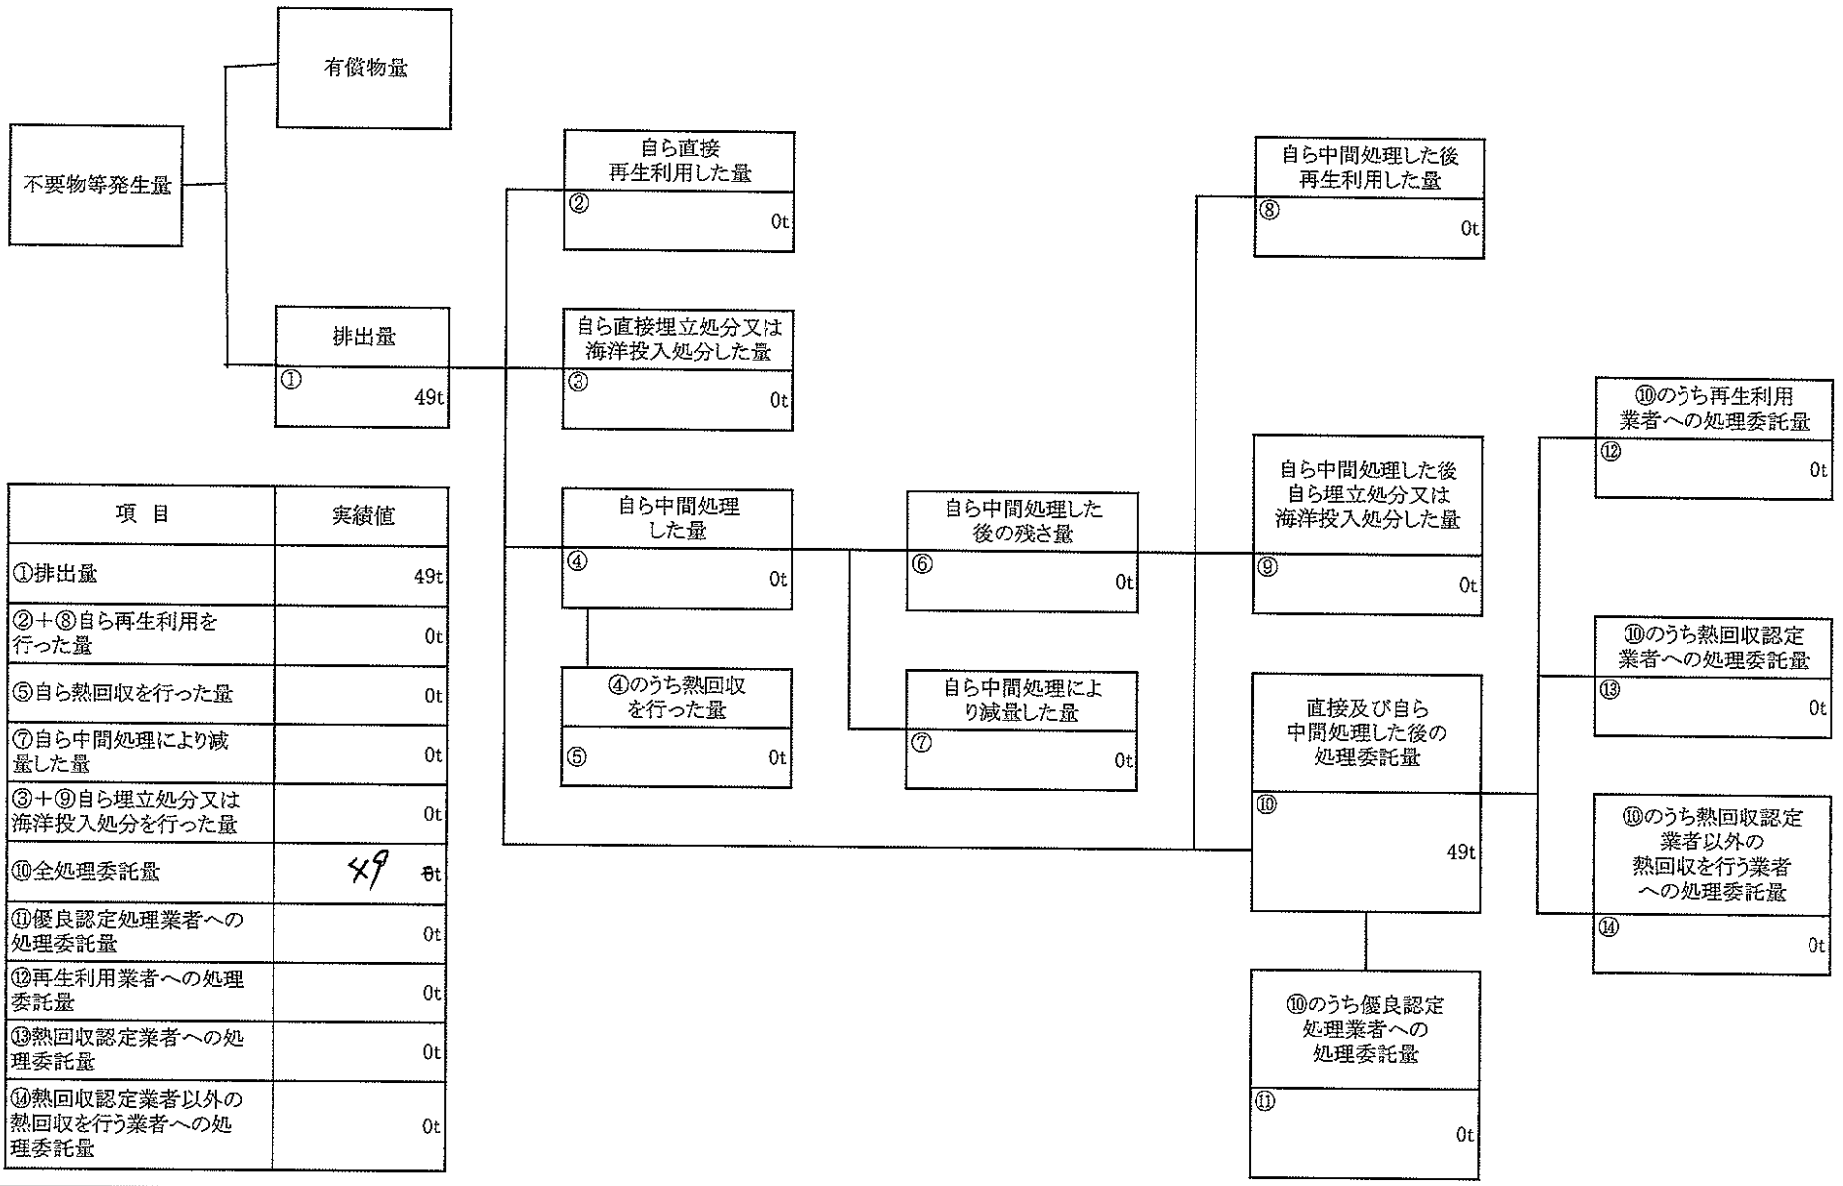 有償物量
不要物等発生量
排出量
①
49t
自ら直接
再生利用した量
②
0t
自ら直接埋立処分又は
海洋投入処分した量
③
0t
自ら中間処理
した量
④
0t
④のうち熱回収
を行った量
⑤
0t
自ら中間処理した
後の残さ量
⑥
0t
自ら中間処理によ
り減量した量
⑦
0t
自ら中間処理した後
再生利用した量
⑧
0t
自ら中間処理した後
自ら埋立処分又は
海洋投入処分した量
⑨
0t
直接及び自ら
中間処理した後の
処理委託量
⑩
49t
⑩のうち優良認定
処理業者への
処理委託量
⑪
0t
⑩のうち再生利用
業者への処理委託量
⑫
0t
⑩のうち熱回収認定
業者への処理委託量
⑬
0t
⑩のうち熱回収認定
業者以外の
熱回収を行う業者
への処理委託量
⑭
0t
項 目 実績値
①排出量 49t
②+⑧自ら再生利用を
行った量 0t
⑤自ら熱回収を行った量 0t
⑦自ら中間処理により減
量した量 0t
③+⑨自ら埋立処分又は
海洋投入処分を行った量 0t
⑩全処理委託量 49 0t
⑪優良認定処理業者への
処理委託量 0t
⑫再生利用業者への処理
委託量 0t
⑬熱回収認定業者への処
理委託量 0t
⑭熱回収認定業者以外の
熱回収を行う業者への処
理委託量 0t